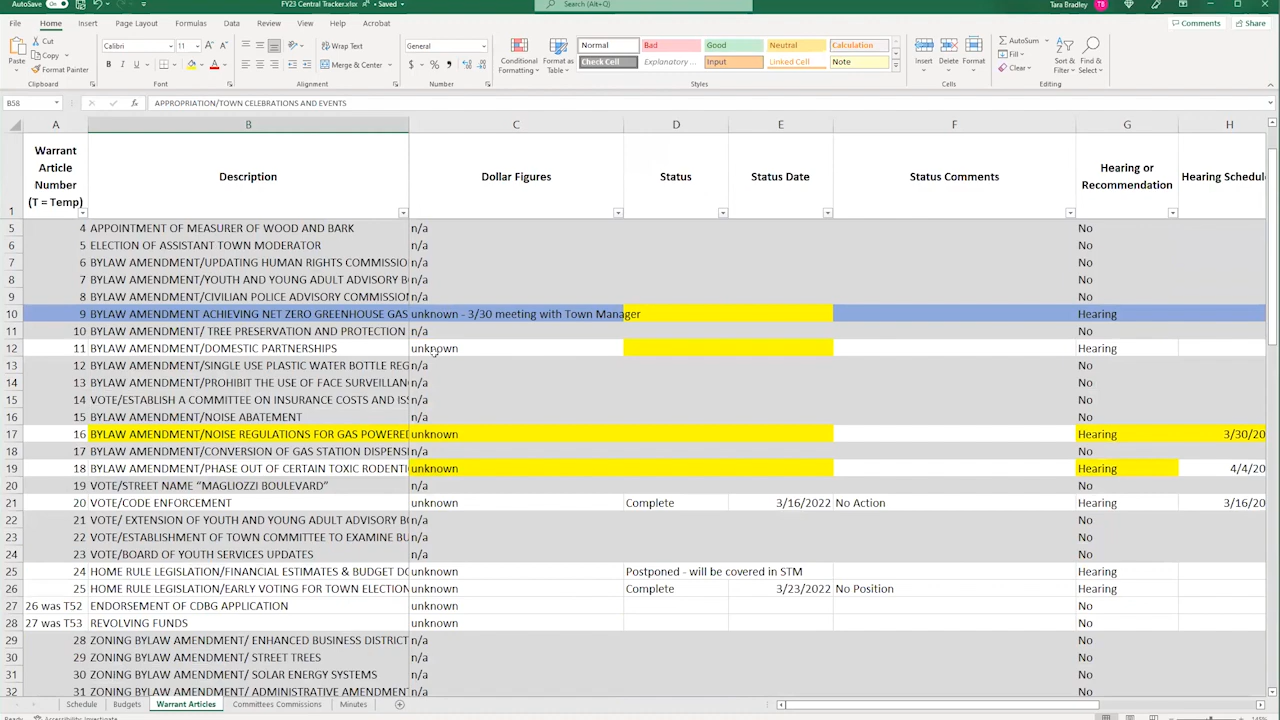 AutoSave On FY23 Central Tracker.xlsx • Saved Search (Alt+Q) Tara Bradley TB
File Home Insert Page Layout Formulas Data Review View Help Acrobat Comments Share
Paste Cut Copy Format Painter Calibri 11 Wrap Text Merge & Center General Conditional Formatting Format as Table Normal Bad Good Neutral Calculation Check Cell Explanatory ... Input Linked Cell Note Insert Delete Format AutoSum Fill Clear Sort & Filter Find & Select
Clipboard Font Alignment Number Styles Cells Editing
B58 fx APPROPRIATION/TOWN CELEBRATIONS AND EVENTS
A B C D E F G H
1 Warrant Article Number (T = Temp) Description Dollar Figures Status Status Date Status Comments Hearing or Recommendation Hearing Schedul
5 4 APPOINTMENT OF MEASURER OF WOOD AND BARK n/a No
6 5 ELECTION OF ASSISTANT TOWN MODERATOR n/a No
7 6 BYLAW AMENDMENT/UPDATING HUMAN RIGHTS COMMISSIO n/a No
8 7 BYLAW AMENDMENT/YOUTH AND YOUNG ADULT ADVISORY B n/a No
9 8 BYLAW AMENDMENT/CIVILIAN POLICE ADVISORY COMMISSION n/a No
10 9 BYLAW AMENDMENT ACHIEVING NET ZERO GREENHOUSE GAS unknown - 3/30 meeting with Town Manager Hearing
11 10 BYLAW AMENDMENT/ TREE PRESERVATION AND PROTECTION n/a No
12 11 BYLAW AMENDMENT/DOMESTIC PARTNERSHIPS unknown Hearing
13 12 BYLAW AMENDMENT/SINGLE USE PLASTIC WATER BOTTLE REG n/a No
14 13 BYLAW AMENDMENT/PROHIBIT THE USE OF FACE SURVEILLAN n/a No
15 14 VOTE/ESTABLISH A COMMITTEE ON INSURANCE COSTS AND ISS n/a No
16 15 BYLAW AMENDMENT/NOISE ABATEMENT n/a No
17 16 BYLAW AMENDMENT/NOISE REGULATIONS FOR GAS POWERED unknown Hearing 3/30/20
18 17 BYLAW AMENDMENT/CONVERSION OF GAS STATION DISPENSI n/a No
19 18 BYLAW AMENDMENT/PHASE OUT OF CERTAIN TOXIC RODENTI unknown Hearing 4/4/20
20 19 VOTE/STREET NAME “MAGLIOZZI BOULEVARD” n/a No
21 20 VOTE/CODE ENFORCEMENT unknown Complete 3/16/2022 No Action Hearing 3/16/20
22 21 VOTE/ EXTENSION OF YOUTH AND YOUNG ADULT ADVISORY BO n/a No
23 22 VOTE/ESTABLISHMENT OF TOWN COMMITTEE TO EXAMINE BU n/a No
24 23 VOTE/BOARD OF YOUTH SERVICES UPDATES n/a No
25 24 HOME RULE LEGISLATION/FINANCIAL ESTIMATES & BUDGET DO unknown Postponed - will be covered in STM Hearing
26 25 HOME RULE LEGISLATION/EARLY VOTING FOR TOWN ELECTION unknown Complete 3/23/2022 No Position Hearing
27 26 was T52 ENDORSEMENT OF CDBG APPLICATION unknown No
28 27 was T53 REVOLVING FUNDS unknown No
29 28 ZONING BYLAW AMENDMENT/ ENHANCED BUSINESS DISTRICT n/a No
30 29 ZONING BYLAW AMENDMENT/ STREET TREES n/a No
31 30 ZONING BYLAW AMENDMENT/ SOLAR ENERGY SYSTEMS n/a No
32 31 ZONING BYLAW AMENDMENT/ ADMINISTRATIVE AMENDMEN n/a No
Schedule Budgets Warrant Articles Committees Commissions Minutes
Ready Accessibility: Investigate